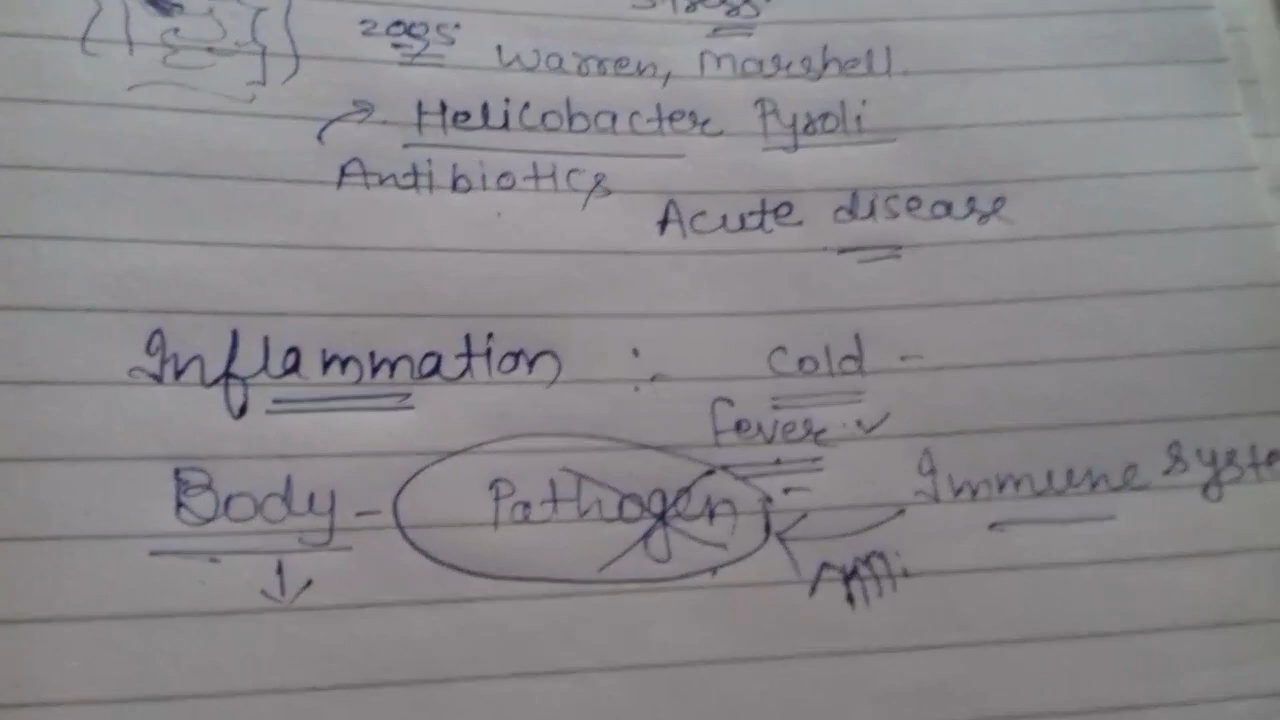 2005 Warren, Marshell.
Helicobacter Pyroli
Antibiotics
Acute disease
Inflammation :- Cold -
Fever ✓
Body - Pathogen Immune syste